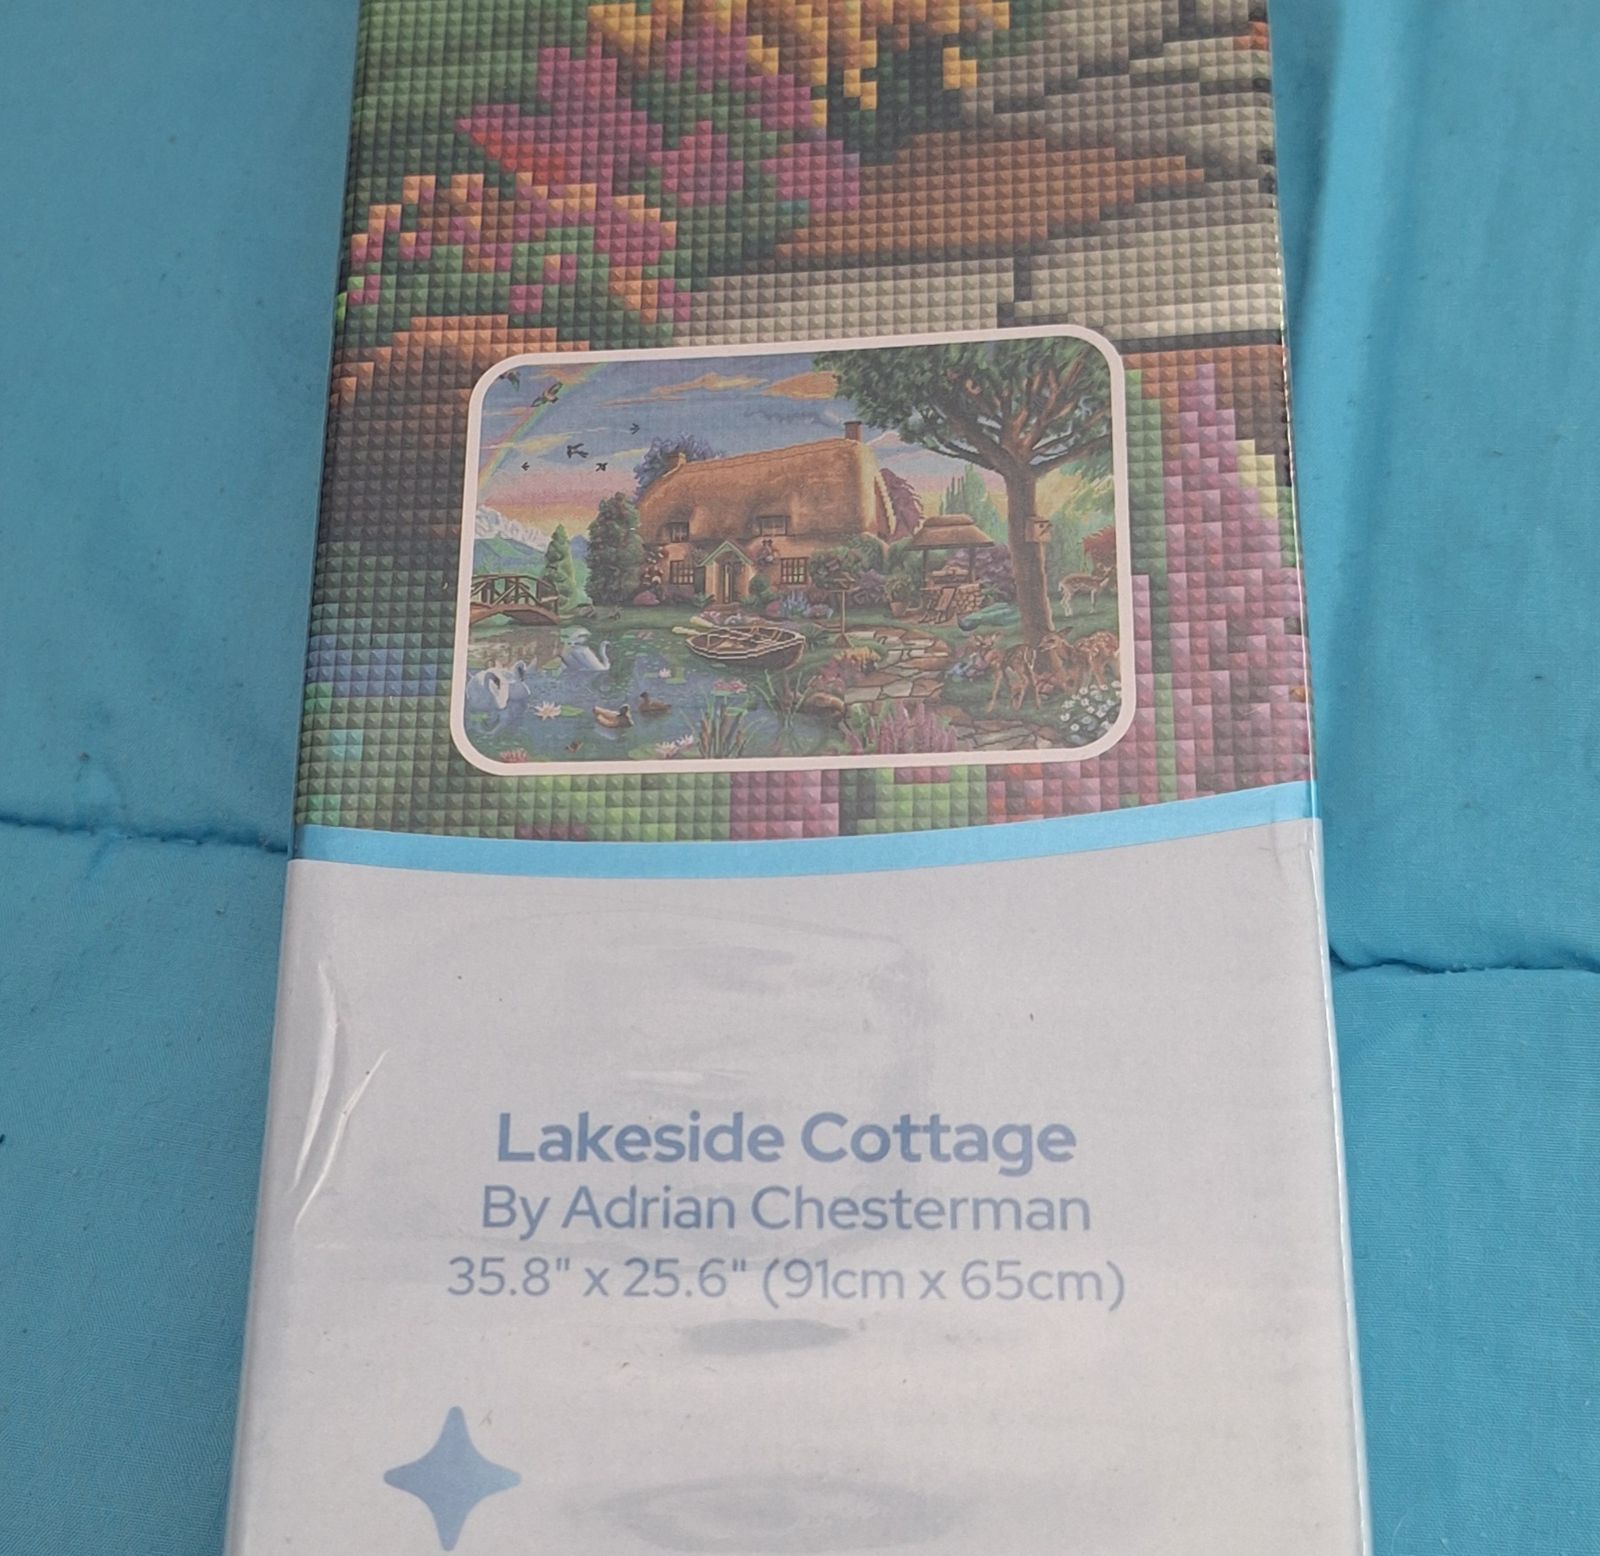 Lakeside Cottage
By Adrian Chesterman
35.8" x 25.6" (91cm x 65cm)